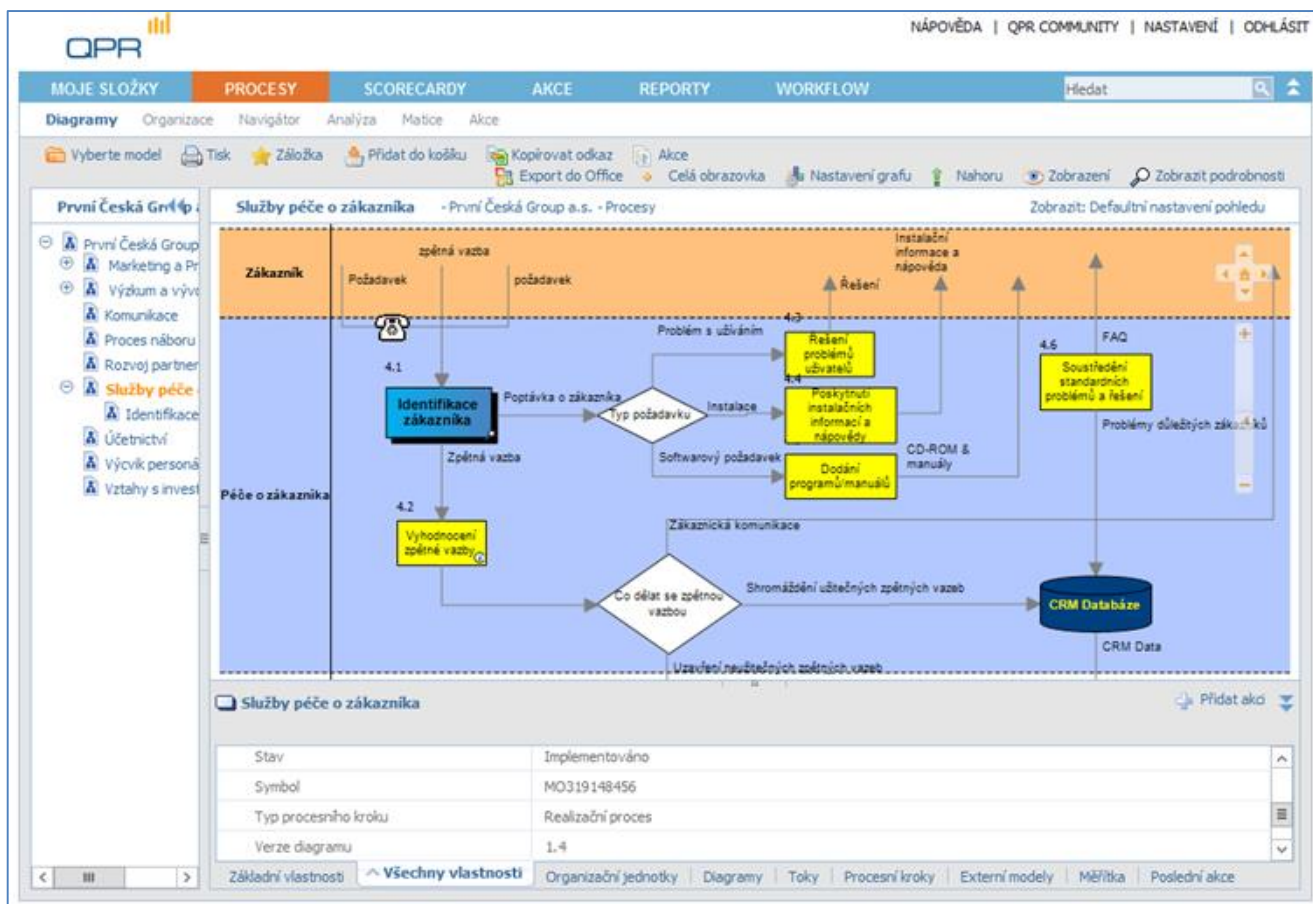 QPR
NÁPOVĚDA | QPR COMMUNITY | NASTAVENÍ | ODHLÁSIT
MOJE SLOŽKY PROCESY SCORECARDY AKCE REPORTY WORKFLOW Hledat
Diagramy Organizace Navigátor Analýza Matice Akce
Vyberte model Tisk Záložka Přidat do košíku Kopírovat odkaz Akce
Export do Office Celá obrazovka Nastavení grafu Nahoru Zobrazení Zobrazit podrobnosti
První Česká
První Česká Group
Marketing a Pr
Výzkum a vývo
Komunikace
Proces náboru
Rozvoj partner
Služby péče
Identifikace
Účetnictví
Výcvik personá
Vztahy s invest
Služby péče o zákazníka - První Česká Group a.s. - Procesy Zobrazit: Defaultní nastavení pohledu
Zákazník
Požadavek
zpětná vazba
požadavek
Řešení
Instalační
informace a
nápověda
Péče o zákazníka
4.1
Identifikace
zákazníka
Poptávka o zákazníka
Typ požadavku
Problém s užíváním
4.3
Řešení
problémů
uživatelů
Instalace
4.4
Poskytnutí
instalačních
informací a
nápovědy
Softwarový požadavek
Dodání
programů/manuálů
CD-ROM &
manuály
4.6
FAQ
Soustředění
standardních
problémů a řešení
Problémy důležitých
Zpětná vazba
4.2
Vyhodnocení
zpětné vazby
Zákaznická komunikace
Co dělat se zpětnou
vazbou
Shromáždění užitečných zpětných vazeb
CRM Databáze
CRM Data
Uzavření neužitečných zpětných vazeb
Služby péče o zákazníka Přidat akci
Stav Implementováno
Symbol MO319148456
Typ procesního kroku Realizační proces
Verze diagramu 1.4
Základní vlastnosti Všechny vlastnosti Organizační jednotky Diagramy Toky Procesní kroky Externí modely Měřítka Poslední akce